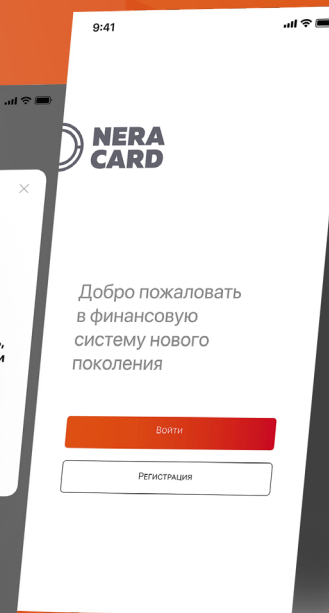 9:41
NERA
CARD
Добро пожаловать
в финансовую
систему нового
поколения
Войти
Регистрация